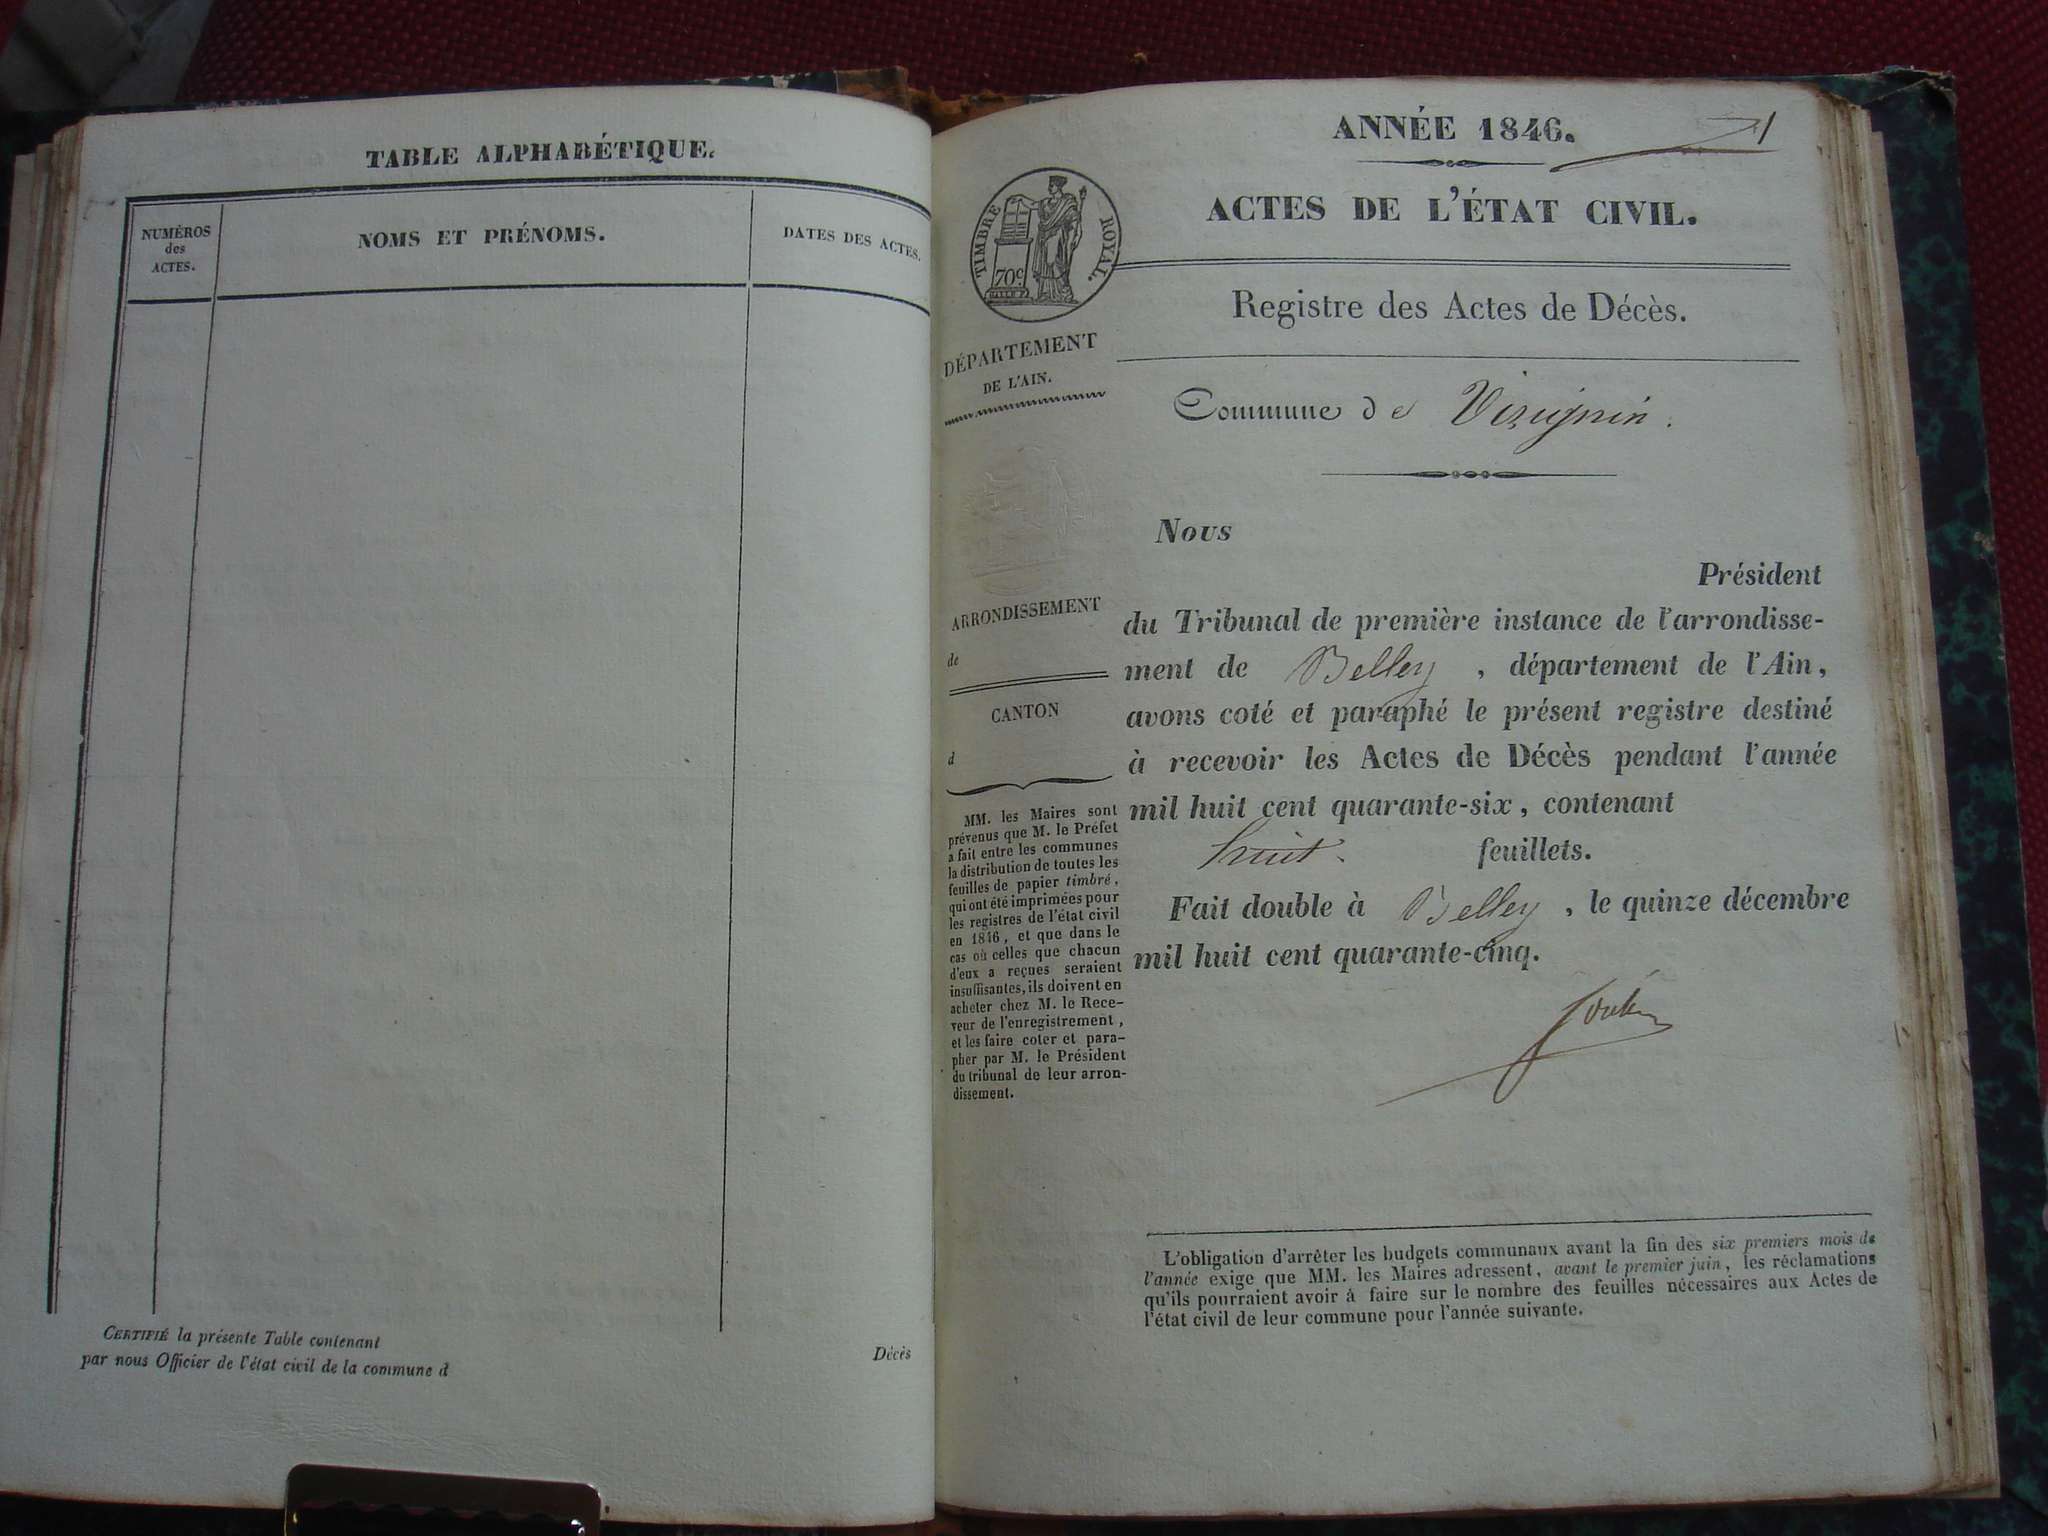 TABLE ALPHABÉTIQUE.
NUMÉROS
des
ACTES.
NOMS ET PRÉNOMS.
DATES DES ACTES.
CERTIFIÉ la présente Table contenant
par nous Officier de l'état civil de la commune d
Décès
ANNÉE 1846.
1
ACTES DE L'ÉTAT CIVIL.
TIMBRE ROYAL.
70c
Registre des Actes de Décès.
DÉPARTEMENT
DE L'AIN.
Commune de Virignin.
Nous
Président
du Tribunal de première instance de l'arrondisse-
ment de Belley, département de l'Ain,
avons coté et paraphé le présent registre destiné
à recevoir les Actes de Décès pendant l'année
mil huit cent quarante-six, contenant
huit. feuillets.
Fait double à Belley, le quinze décembre
mil huit cent quarante-cinq.
ARRONDISSEMENT
de
CANTON
d
MM. les Maires sont
prévenus que M. le Préfet
a fait entre les communes
la distribution de toutes les
feuilles de papier timbré,
qui ont été imprimées pour
les registres de l'état civil
en 1846, et que dans le
cas où celles que chacun
d'eux a reçues seraient
insuffisantes, ils doivent en
acheter chez M. le Rece-
veur de l'enregistrement,
et les faire coter et para-
pher par M. le Président
du tribunal de leur arron-
dissement.
L'obligation d'arrêter les budgets communaux avant la fin des six premiers mois de
l'année exige que MM. les Maires adressent, avant le premier juin, les réclamations
qu'ils pourraient avoir à faire sur le nombre des feuilles nécessaires aux Actes de
l'état civil de leur commune pour l'année suivante.